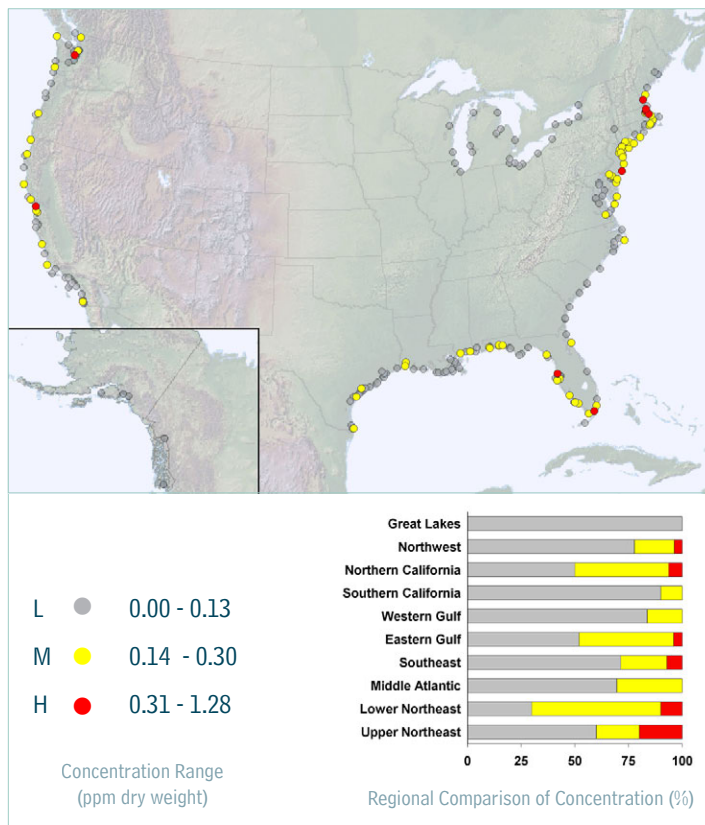 L 0.00 - 0.13
M 0.14 - 0.30
H 0.31 - 1.28
Concentration Range
(ppm dry weight)
Great Lakes
Northwest
Northern California
Southern California
Western Gulf
Eastern Gulf
Southeast
Middle Atlantic
Lower Northeast
Upper Northeast
0 25 50 75 100
Regional Comparison of Concentration (%)